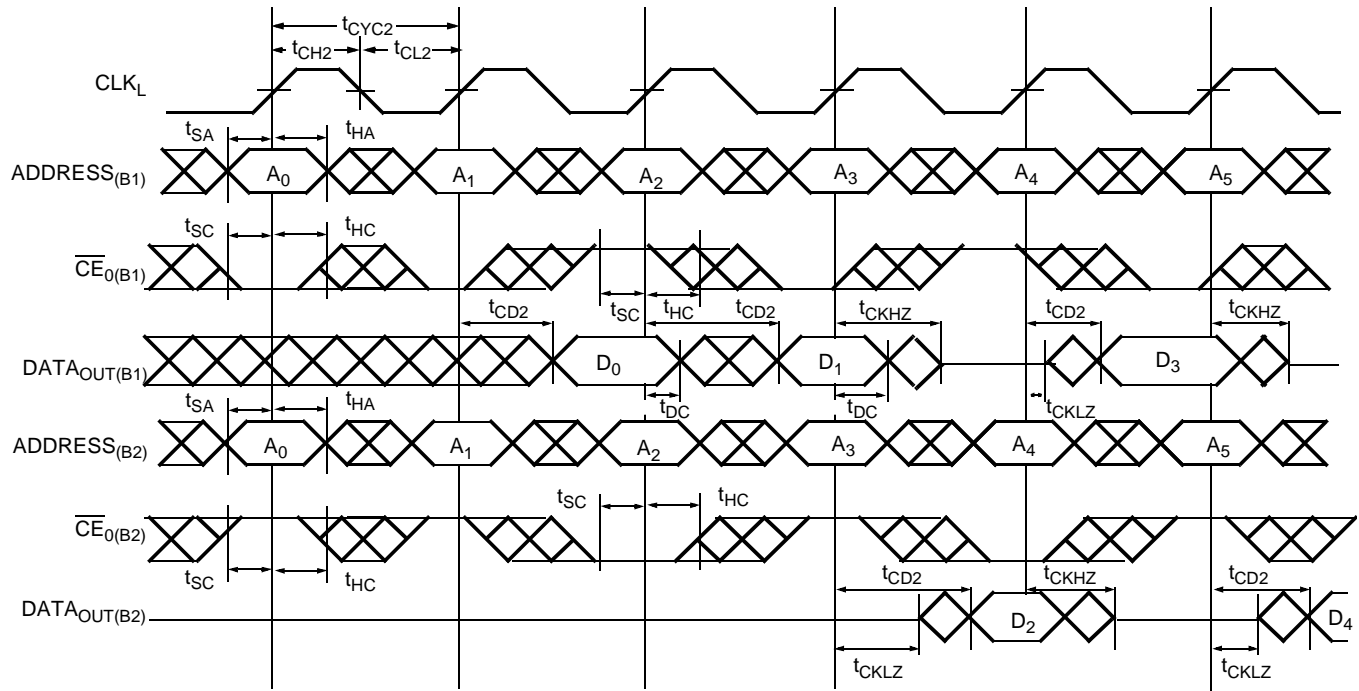 tCYC2
tCH2 tCL2
CLKL
tSA tHA
ADDRESS(B1) A0 A1 A2 A3 A4 A5
tSC tHC
CE0(B1)
tSC tHC
tCD2 tCD2 tCKHZ tCD2 tCKHZ
DATAOUT(B1) D0 D1 D3
tSA tHA tDC tDC tCKLZ
ADDRESS(B2) A0 A1 A2 A3 A4 A5
tSC tHC
CE0(B2)
tSC tHC
tCD2 tCKHZ tCD2
DATAOUT(B2) D2 D4
tCKLZ tCKLZ